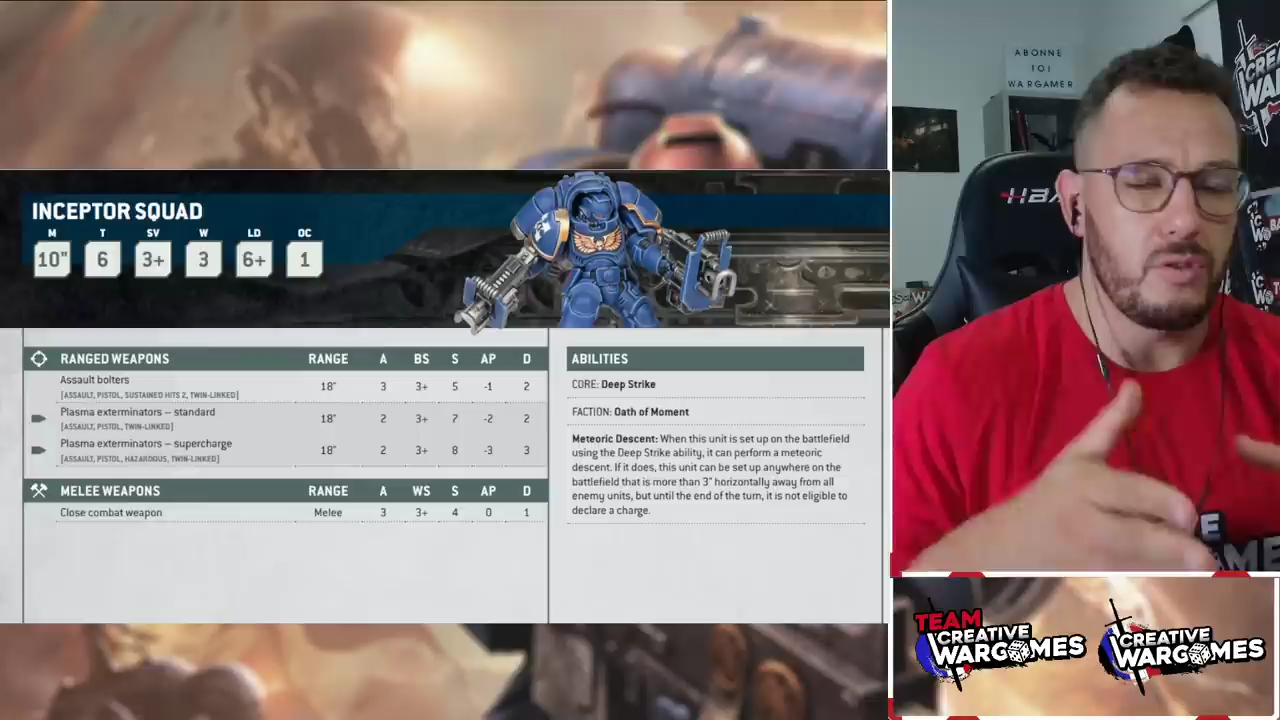 INCEPTOR SQUAD
M T SV W LD OC
10" 6 3+ 3 6+ 1
RANGED WEAPONS RANGE A BS S AP D
Assault bolters 18" 3 3+ 5 -1 2
[ASSAULT, PISTOL, SUSTAINED HITS 2, TWIN-LINKED]
Plasma exterminators – standard 18" 2 3+ 7 -2 2
[ASSAULT, PISTOL, TWIN-LINKED]
Plasma exterminators – supercharge 18" 2 3+ 8 -3 3
[ASSAULT, PISTOL, HAZARDOUS, TWIN-LINKED]
MELEE WEAPONS RANGE A WS S AP D
Close combat weapon Melee 3 3+ 4 0 1
ABILITIES
CORE: Deep Strike
FACTION: Oath of Moment
Meteoric Descent: When this unit is set up on the battlefield
using the Deep Strike ability, it can perform a meteoric
descent. If it does, this unit can be set up anywhere on the
battlefield that is more than 3" horizontally away from all
enemy units, but until the end of the turn, it is not eligible to
declare a charge.
ABONNE
TOI
WARGAMER
TEAM
CREATIVE
WARGAMES
CREATIVE
WARGAMES